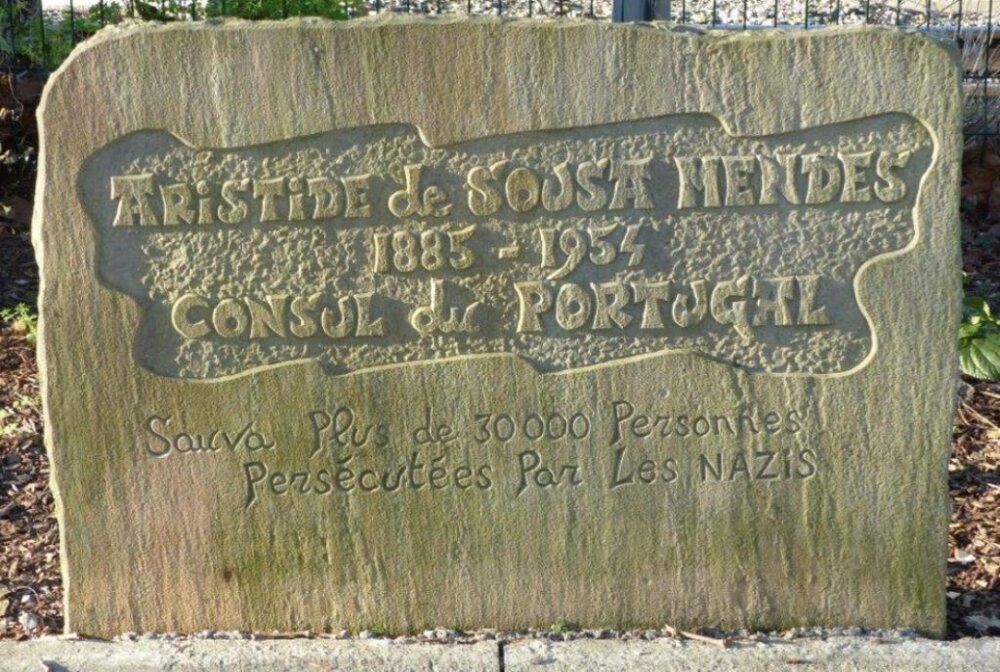 ARISTIDE de SOUSA MENDES
1885 - 1954
CONSUL du PORTUGAL
Sauva Plus de 30 000 Personnes
Persécutées Par Les NAZIS